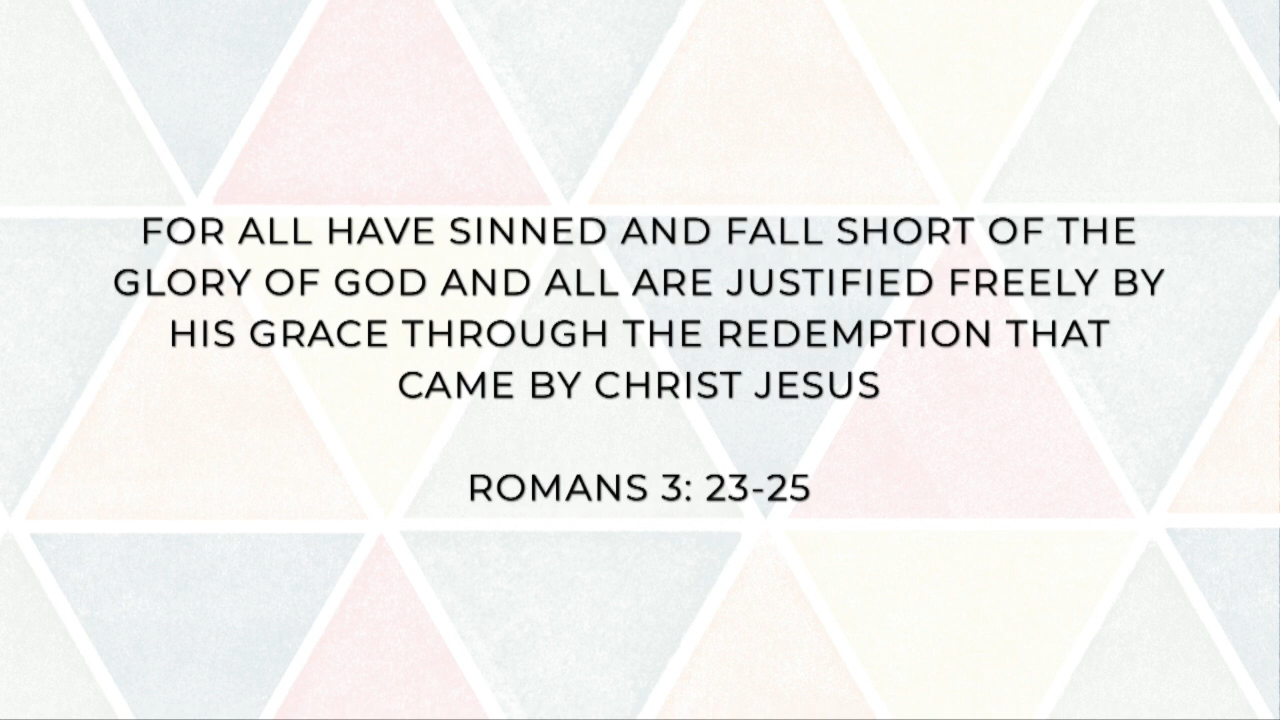 FOR ALL HAVE SINNED AND FALL SHORT OF THE
GLORY OF GOD AND ALL ARE JUSTIFIED FREELY BY
HIS GRACE THROUGH THE REDEMPTION THAT
CAME BY CHRIST JESUS
ROMANS 3: 23-25